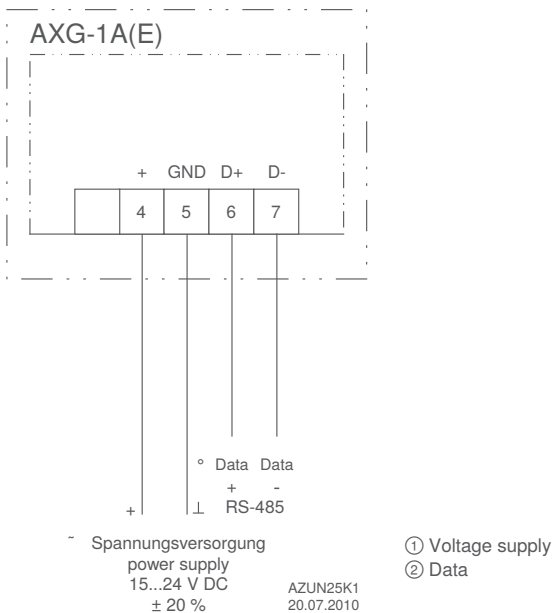 AXG-1A(E)
+ GND D+ D-
4 5 6 7
° Data Data
+ -
+ ⊥ RS-485
~ Spannungsversorgung
power supply
15...24 V DC
± 20 %
AZUN25K1
20.07.2010
① Voltage supply
② Data